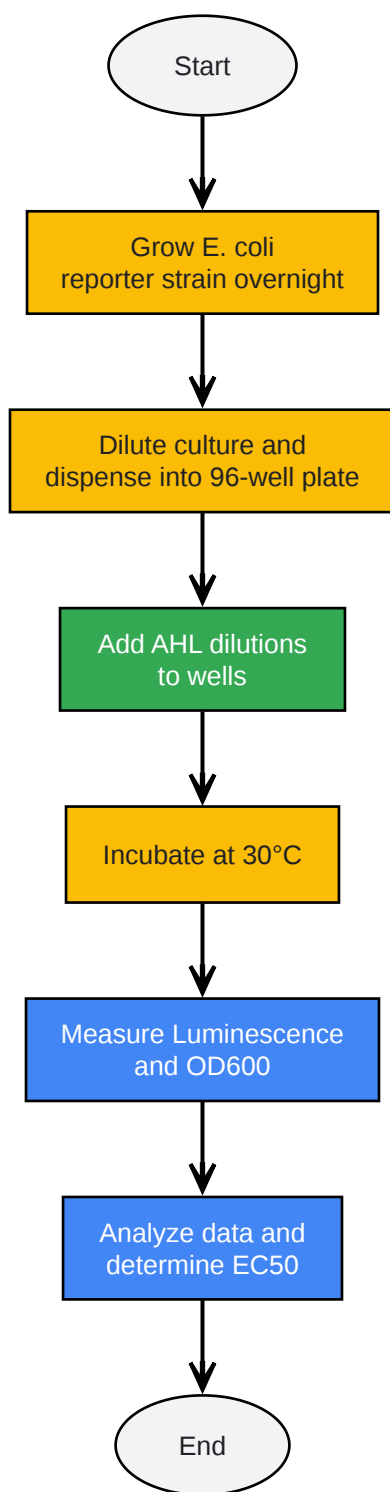 Start
Grow E. coli
reporter strain overnight
Dilute culture and
dispense into 96-well plate
Add AHL dilutions
to wells
Incubate at 30°C
Measure Luminescence
and OD600
Analyze data and
determine EC50
End